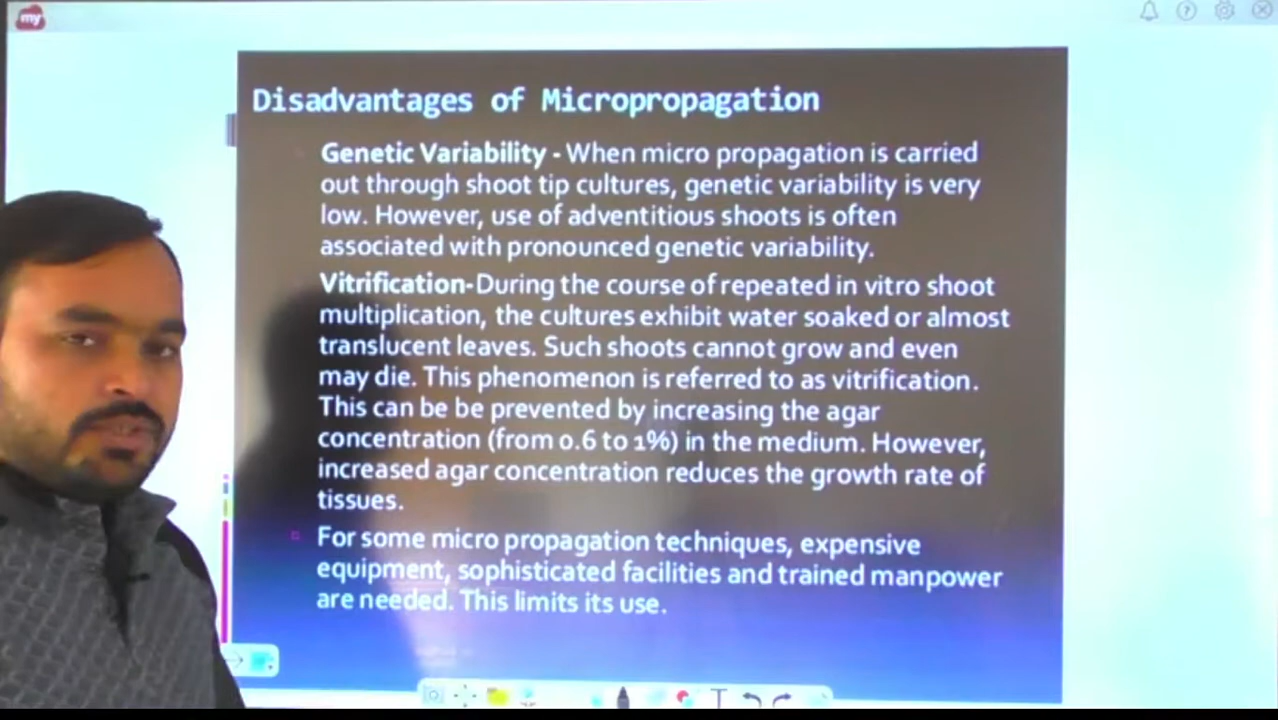 my
Disadvantages of Micropropagation
Genetic Variability - When micro propagation is carried
out through shoot tip cultures, genetic variability is very
low. However, use of adventitious shoots is often
associated with pronounced genetic variability.
Vitrification- During the course of repeated in vitro shoot
multiplication, the cultures exhibit water soaked or almost
translucent leaves. Such shoots cannot grow and even
may die. This phenomenon is referred to as vitrification.
This can be be prevented by increasing the agar
concentration (from 0.6 to 1%) in the medium. However,
increased agar concentration reduces the growth rate of
tissues.
For some micro propagation techniques, expensive
equipment, sophisticated facilities and trained manpower
are needed. This limits its use.